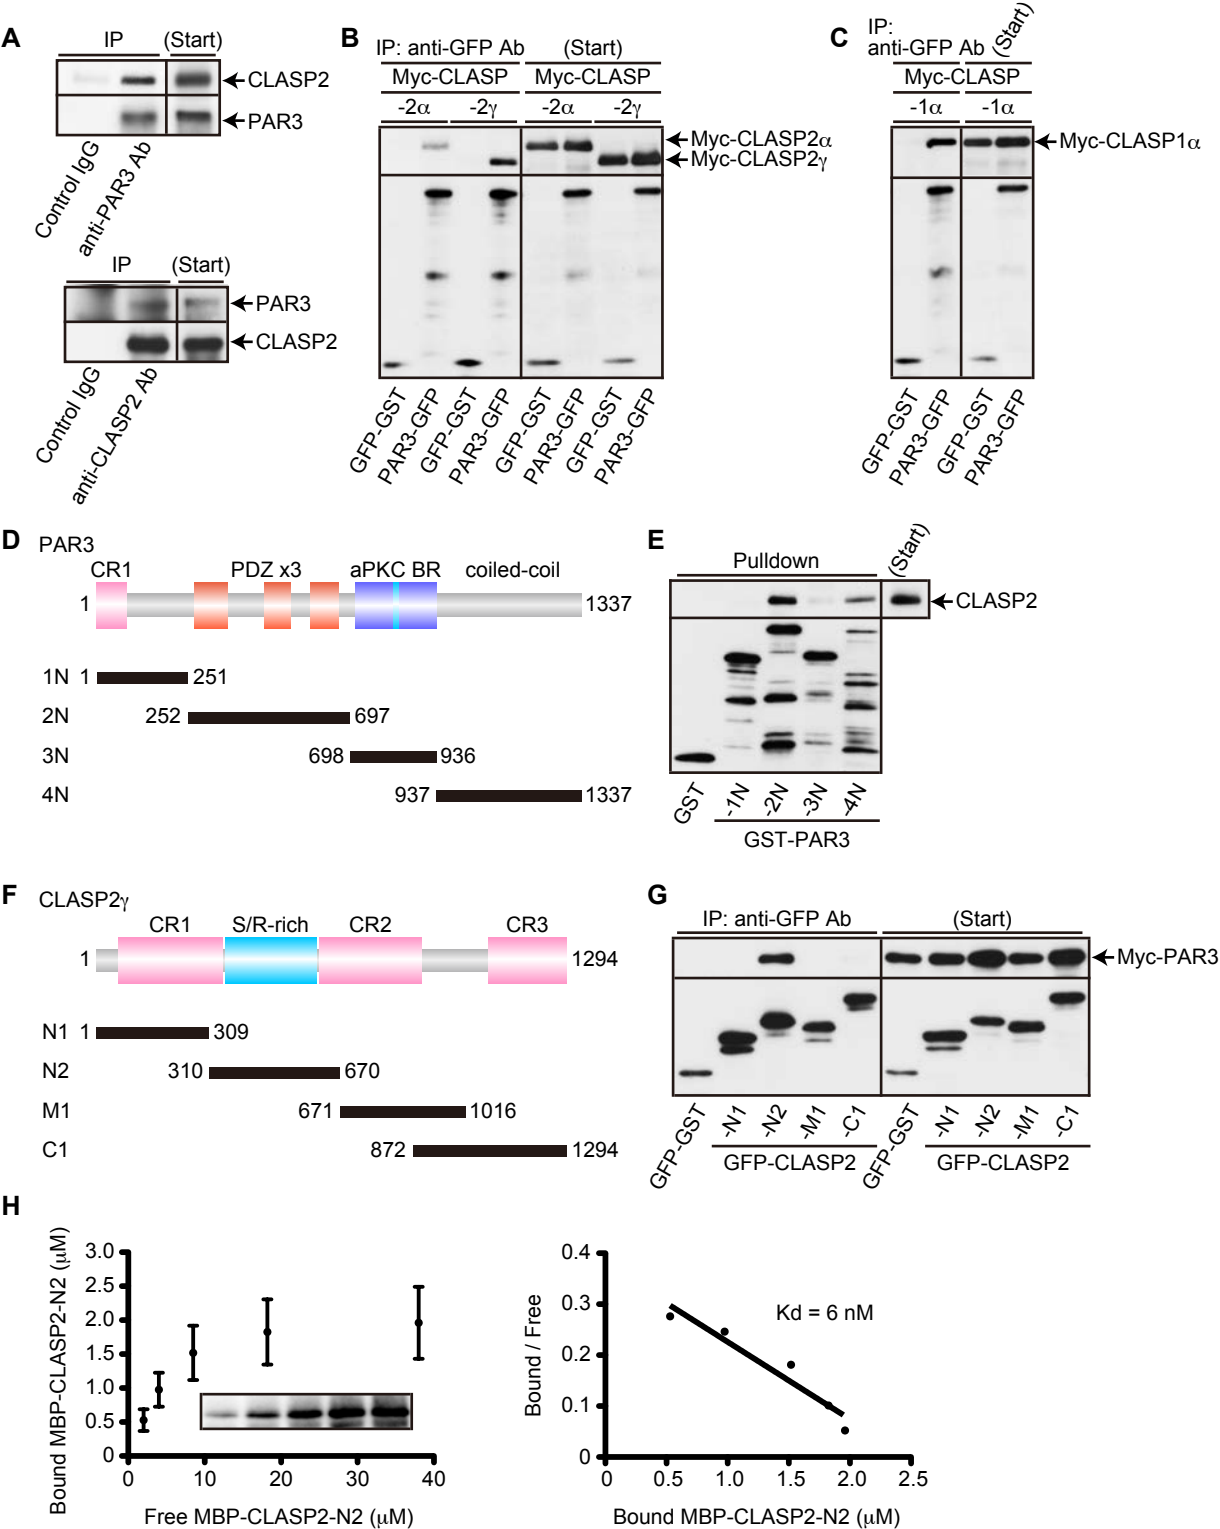 A
IP (Start)
CLASP2
PAR3
Control IgG
anti-PAR3 Ab
IP (Start)
PAR3
CLASP2
Control IgG
anti-CLASP2 Ab
B
IP: anti-GFP Ab (Start)
Myc-CLASP Myc-CLASP
-2α -2γ -2α -2γ
Myc-CLASP2α
Myc-CLASP2γ
GFP-GST
PAR3-GFP
GFP-GST
PAR3-GFP
GFP-GST
PAR3-GFP
GFP-GST
PAR3-GFP
C
IP:
anti-GFP Ab (Start)
Myc-CLASP
-1α -1α
Myc-CLASP1α
GFP-GST
PAR3-GFP
GFP-GST
PAR3-GFP
D
PAR3
CR1 PDZ x3 aPKC BR coiled-coil
1 1337
1N 1 251
2N 252 697
3N 698 936
4N 937 1337
E
Pulldown (Start)
CLASP2
GST
-1N
-2N
-3N
-4N
GST-PAR3
F
CLASP2γ
CR1 S/R-rich CR2 CR3
1 1294
N1 1 309
N2 310 670
M1 671 1016
C1 872 1294
G
IP: anti-GFP Ab (Start)
Myc-PAR3
GFP-GST
-N1
-N2
-M1
-C1
GFP-CLASP2
GFP-GST
-N1
-N2
-M1
-C1
GFP-CLASP2
H
Bound MBP-CLASP2-N2 (μM)
3.0
2.5
2.0
1.5
1.0
0.5
0
0 10 20 30 40
Free MBP-CLASP2-N2 (μM)
Bound / Free
0.4
0.3
0.2
0.1
0
Kd = 6 nM
0 0.5 1.0 1.5 2.0 2.5
Bound MBP-CLASP2-N2 (μM)